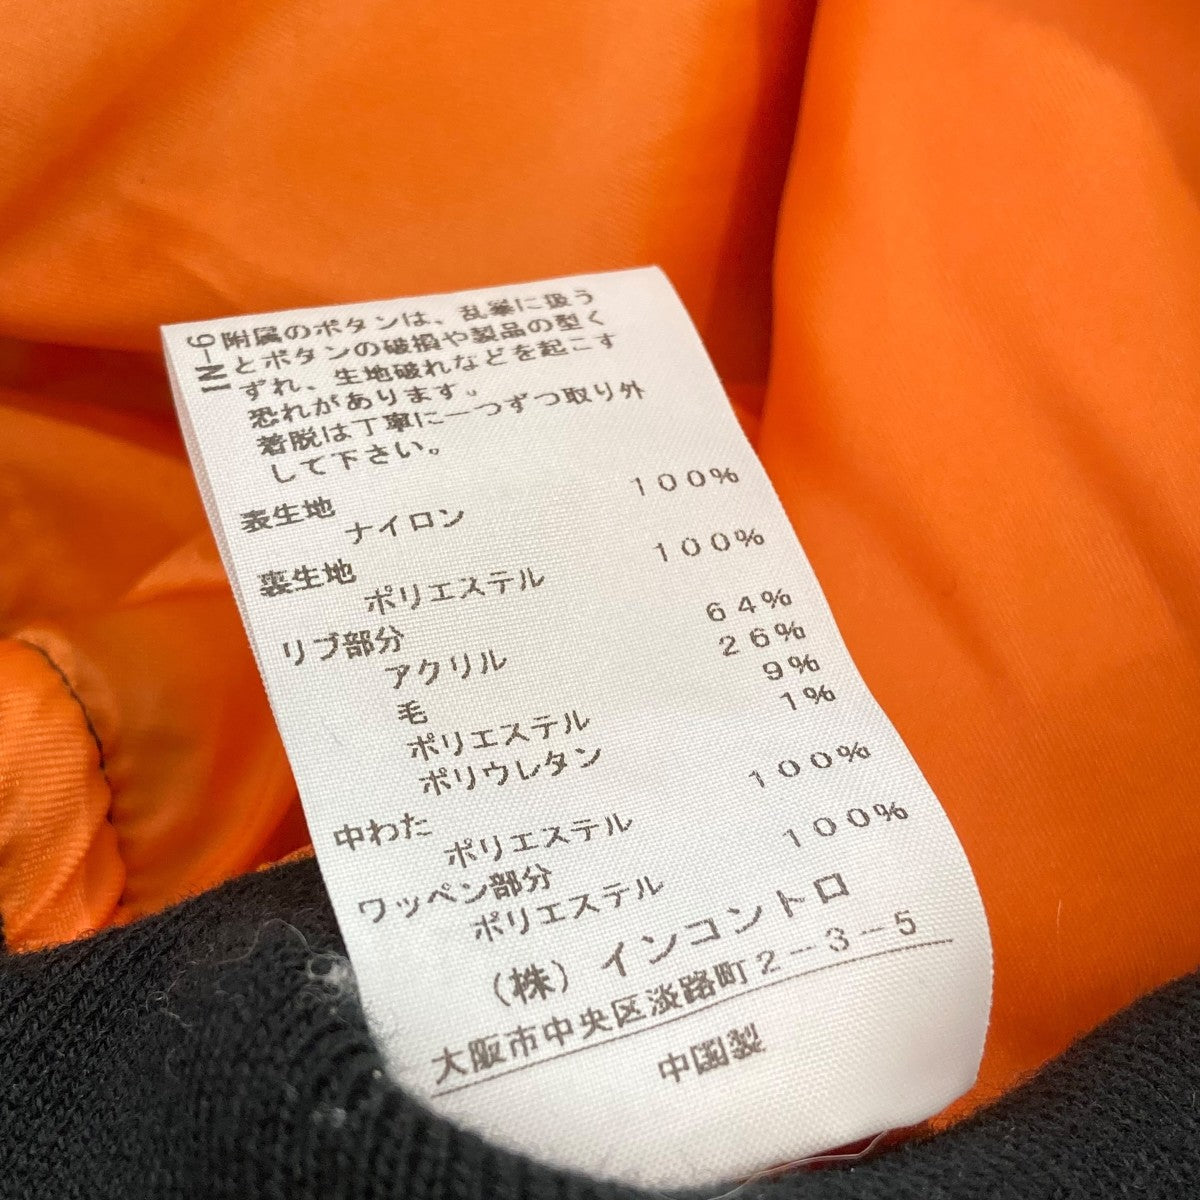 IN-6
附属のボタンは、乱暴に扱う
とボタンの破損や製品の型く
ずれ、生地破れなどを起こす
恐れがあります。
着脱は丁寧に一つずつ取り外
して下さい。
表生地
ナイロン 100%
裏生地
ポリエステル 100%
リブ部分
アクリル 64%
毛 26%
ポリエステル 9%
ポリウレタン 1%
中わた
ポリエステル 100%
ワッペン部分
ポリエステル 100%
(株)インコントロ
大阪市中央区淡路町2-3-5
中国製